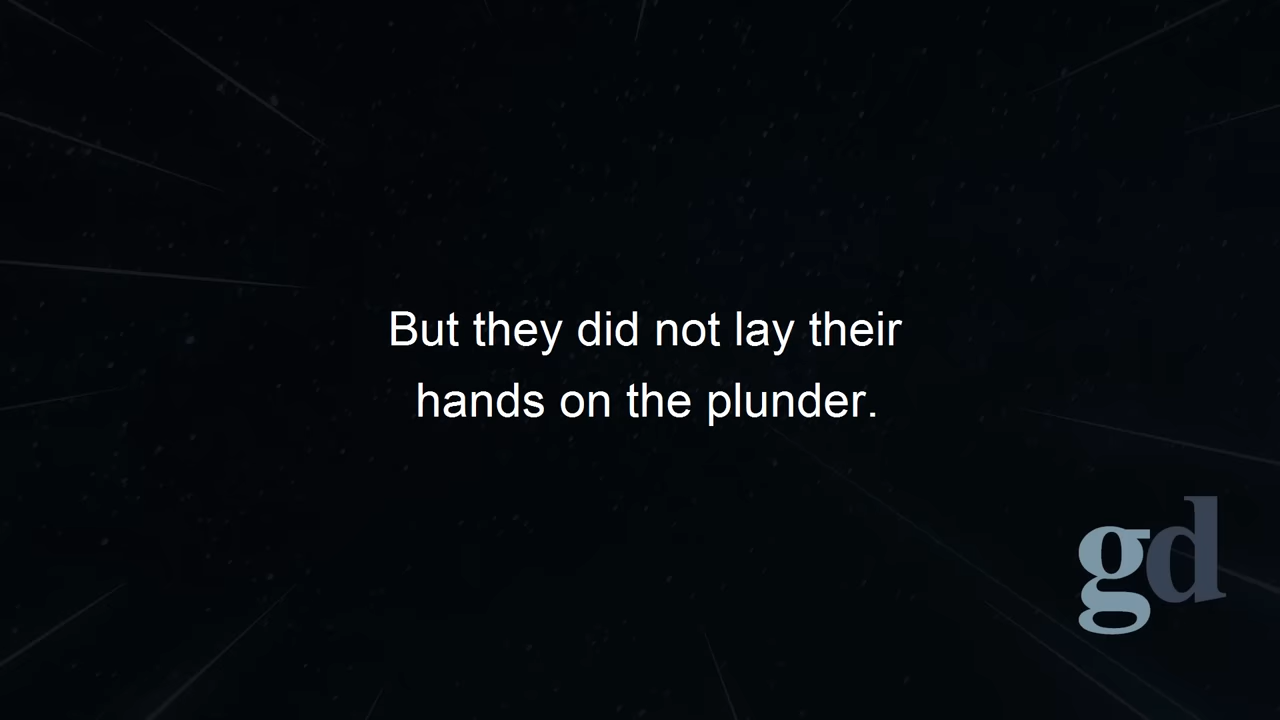 But they did not lay their
hands on the plunder.
gd